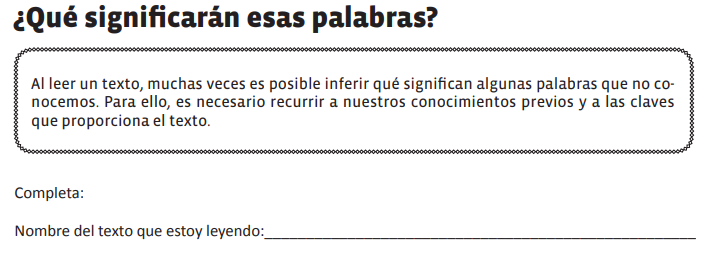 ¿Qué significarán esas palabras?
Al leer un texto, muchas veces es posible inferir qué significan algunas palabras que no co-
nocemos. Para ello, es necesario recurrir a nuestros conocimientos previos y a las claves
que proporciona el texto.
Completa:
Nombre del texto que estoy leyendo:______________________________________________________